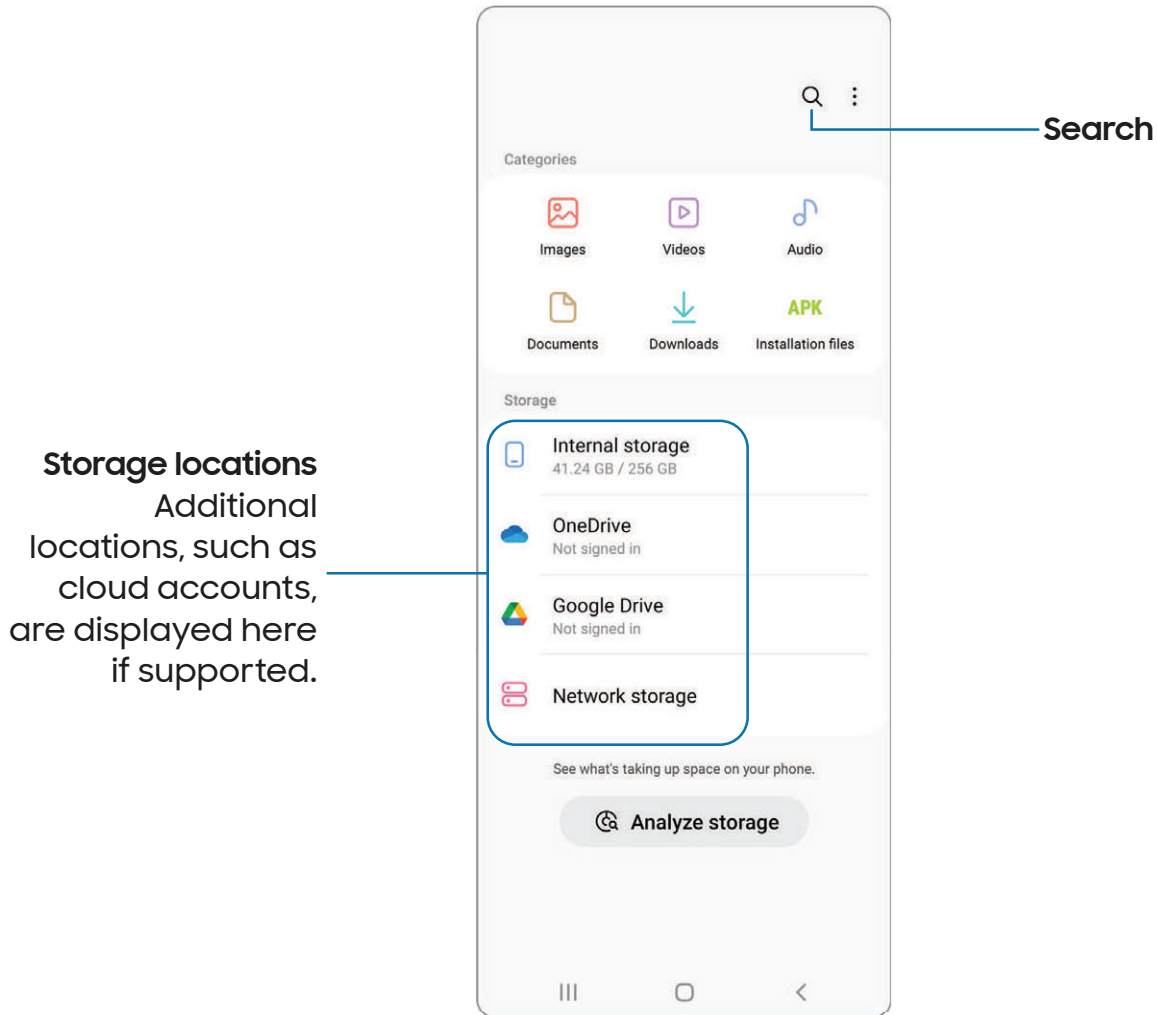 Search
Categories
Images
Videos
Audio
APK
Documents
Downloads
Installation files
Storage
Storage locations
Additional
locations, such as
cloud accounts,
are displayed here
if supported.
Internal storage
41.24 GB / 256 GB
OneDrive
Not signed in
Google Drive
Not signed in
Network storage
See what's taking up space on your phone.
Analyze storage